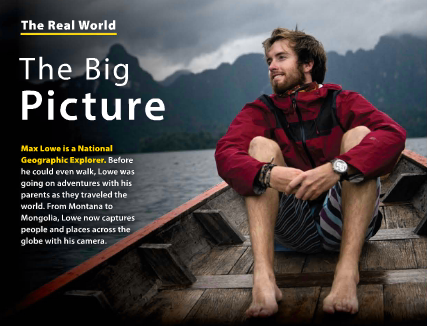 The Real World
The Big
Picture
Max Lowe is a National
Geographic Explorer. Before
he could even walk, Lowe was
going on adventures with his
parents as they traveled the
world. From Montana to
Mongolia, Lowe now captures
people and places across the
globe with his camera.